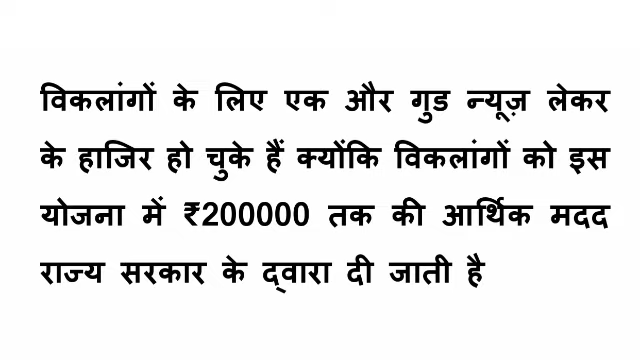 विकलांगों के लिए एक और गुड न्यूज़ लेकर
के हाजिर हो चुके हैं क्योंकि विकलांगों को इस
योजना में ₹200000 तक की आर्थिक मदद
राज्य सरकार के द्वारा दी जाती है